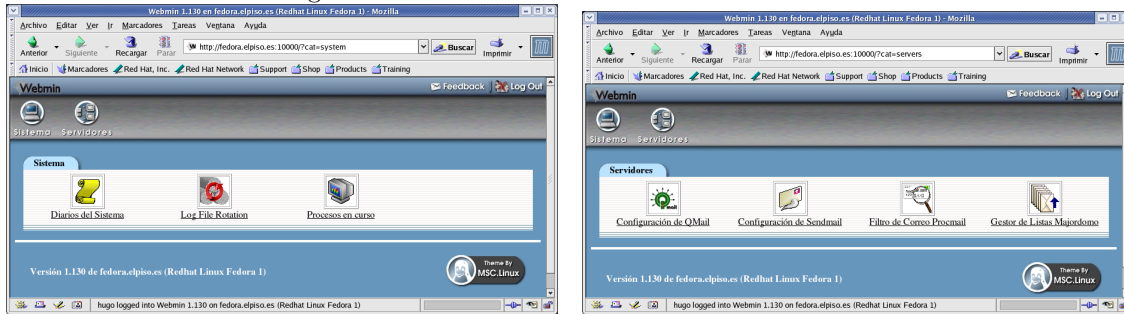 Webmin 1.130 en fedora.elpiso.es (Redhat Linux Fedora 1) - Mozilla
Archivo Editar Ver Ir Marcadores Tareas Ventana Ayuda
Anterior Siguiente Recargar Parar http://fedora.elpiso.es:10000/?cat=system Buscar Imprimir
Inicio Marcadores Red Hat, Inc. Red Hat Network Support Shop Products Training
Webmin Feedback Log Out
Sistema Servidores
Sistema
Diarios del Sistema Log File Rotation Procesos en curso
Versión 1.130 de fedora.elpiso.es (Redhat Linux Fedora 1)
Theme By
MSC.Linux
hugo logged into Webmin 1.130 on fedora.elpiso.es (Redhat Linux Fedora 1)
Webmin 1.130 en fedora.elpiso.es (Redhat Linux Fedora 1) - Mozilla
Archivo Editar Ver Ir Marcadores Tareas Ventana Ayuda
Anterior Siguiente Recargar Parar http://fedora.elpiso.es:10000/?cat=servers Buscar Imprimir
Inicio Marcadores Red Hat, Inc. Red Hat Network Support Shop Products Training
Webmin Feedback Log Out
Sistema Servidores
Servidores
Qmail
Configuración de QMail Configuración de Sendmail Filtro de Correo Procmail Gestor de Listas Majordomo
Versión 1.130 de fedora.elpiso.es (Redhat Linux Fedora 1)
Theme By
MSC.Linux
hugo logged into Webmin 1.130 on fedora.elpiso.es (Redhat Linux Fedora 1)